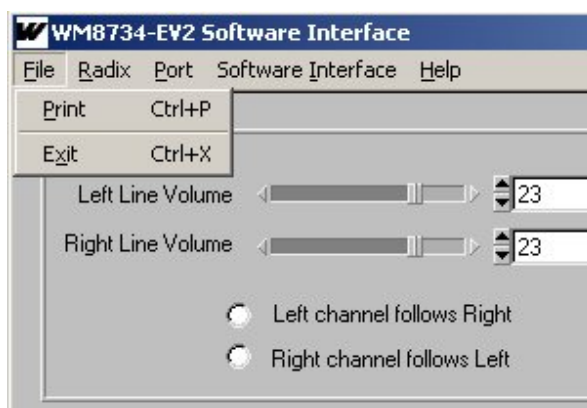 WM8734-EV2 Software Interface
File Radix Port Software Interface Help
Print Ctrl+P
Exit Ctrl+X
Left Line Volume 23
Right Line Volume 23
Left channel follows Right
Right channel follows Left